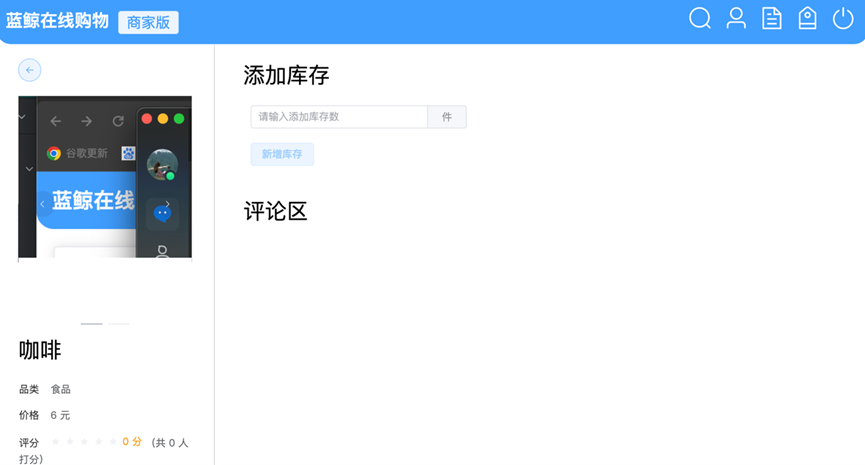 蓝鲸在线购物 商家版
谷歌更新
蓝鲸在线
咖啡
品类 食品
价格 6 元
评分 0 分 (共 0 人
打分)
添加库存
请输入添加库存数 件
新增库存
评论区